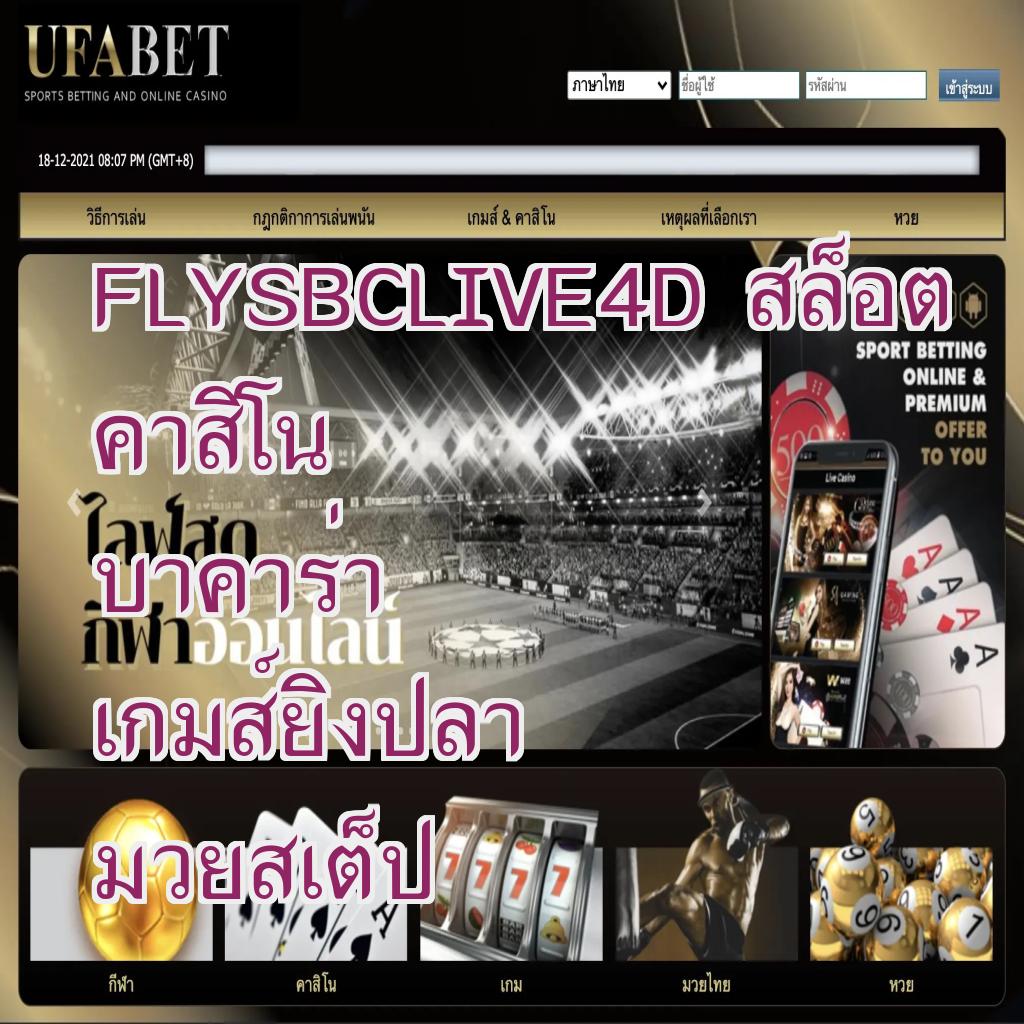 UFABET
SPORTS BETTING AND ONLINE CASINO
ภาษาไทย ชื่อผู้ใช้ รหัสผ่าน เข้าสู่ระบบ
18-12-2021 08:07 PM (GMT+8)
วิธีการเล่น กฎกติกาการเล่นพนัน เกมส์ & คาสิโน เหตุผลที่เลือกเรา หวย
FLYSBCLIVE4D สล็อต
คาสิโน
บาคาร่า
เกมส์ยิงปลา
มวยสเต็ป
ไลฟ์สด
กีฬาออนไลน์
SPORT BETTING
ONLINE &
PREMIUM
OFFER
TO YOU
Live Casino
กีฬา คาสิโน เกม มวยไทย หวย